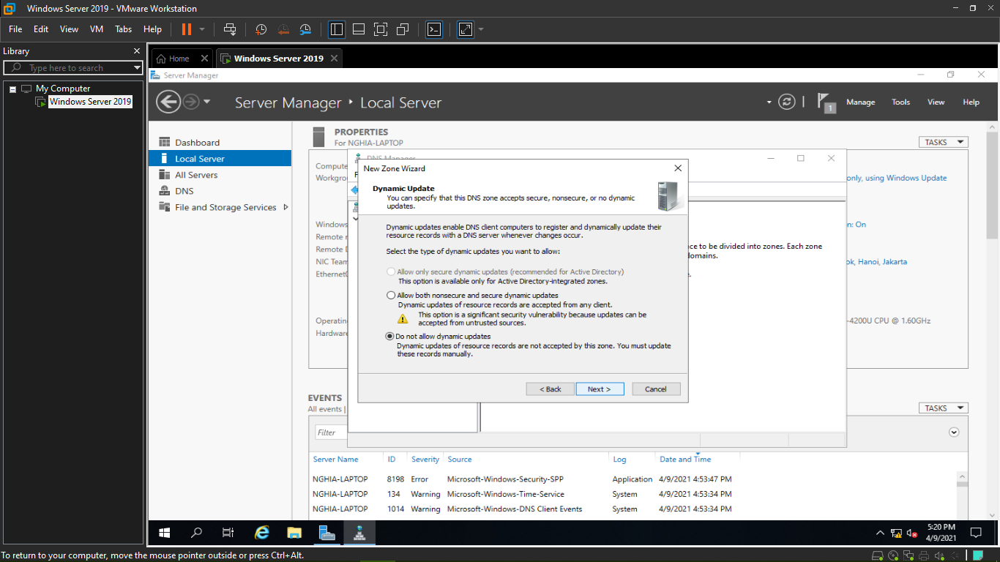 Windows Server 2019 - VMware Workstation
File Edit View VM Tabs Help
Library
Type here to search
My Computer
Windows Server 2019
Home
Windows Server 2019
Server Manager
Server Manager • Local Server
1
Manage Tools View Help
Dashboard
Local Server
All Servers
DNS
File and Storage Services
PROPERTIES
For NGHIA-LAPTOP
TASKS
DNS Manager
Compute
Workgro
only, using Windows Update
New Zone Wizard
Dynamic Update
You can specify that this DNS zone accepts secure, nonsecure, or no dynamic
updates.
Dynamic updates enable DNS client computers to register and dynamically update their
resource records with a DNS server whenever changes occur.
Select the type of dynamic updates you want to allow:
Allow only secure dynamic updates (recommended for Active Directory)
This option is available only for Active Directory-integrated zones.
Allow both nonsecure and secure dynamic updates
Dynamic updates of resource records are accepted from any client.
This option is a significant security vulnerability because updates can be
accepted from untrusted sources.
Do not allow dynamic updates
Dynamic updates of resource records are not accepted by this zone. You must update
these records manually.
< Back Next > Cancel
Windows
Remote
Remote D
NIC Team
Ethernet
Operatin
Hardware
n: On
ce to be divided into zones. Each zone
domains.
ok, Hanoi, Jakarta
-4200U CPU @ 1.60GHz
EVENTS
All events |
TASKS
Filter
Server Name ID Severity Source Log Date and Time
NGHIA-LAPTOP 8198 Error Microsoft-Windows-Security-SPP Application 4/9/2021 4:53:47 PM
NGHIA-LAPTOP 134 Warning Microsoft-Windows-Time-Service System 4/9/2021 4:53:34 PM
NGHIA-LAPTOP 1014 Warning Microsoft-Windows-DNS Client Events System 4/9/2021 4:53:34 PM
5:20 PM
4/9/2021
To return to your computer, move the mouse pointer outside or press Ctrl+Alt.